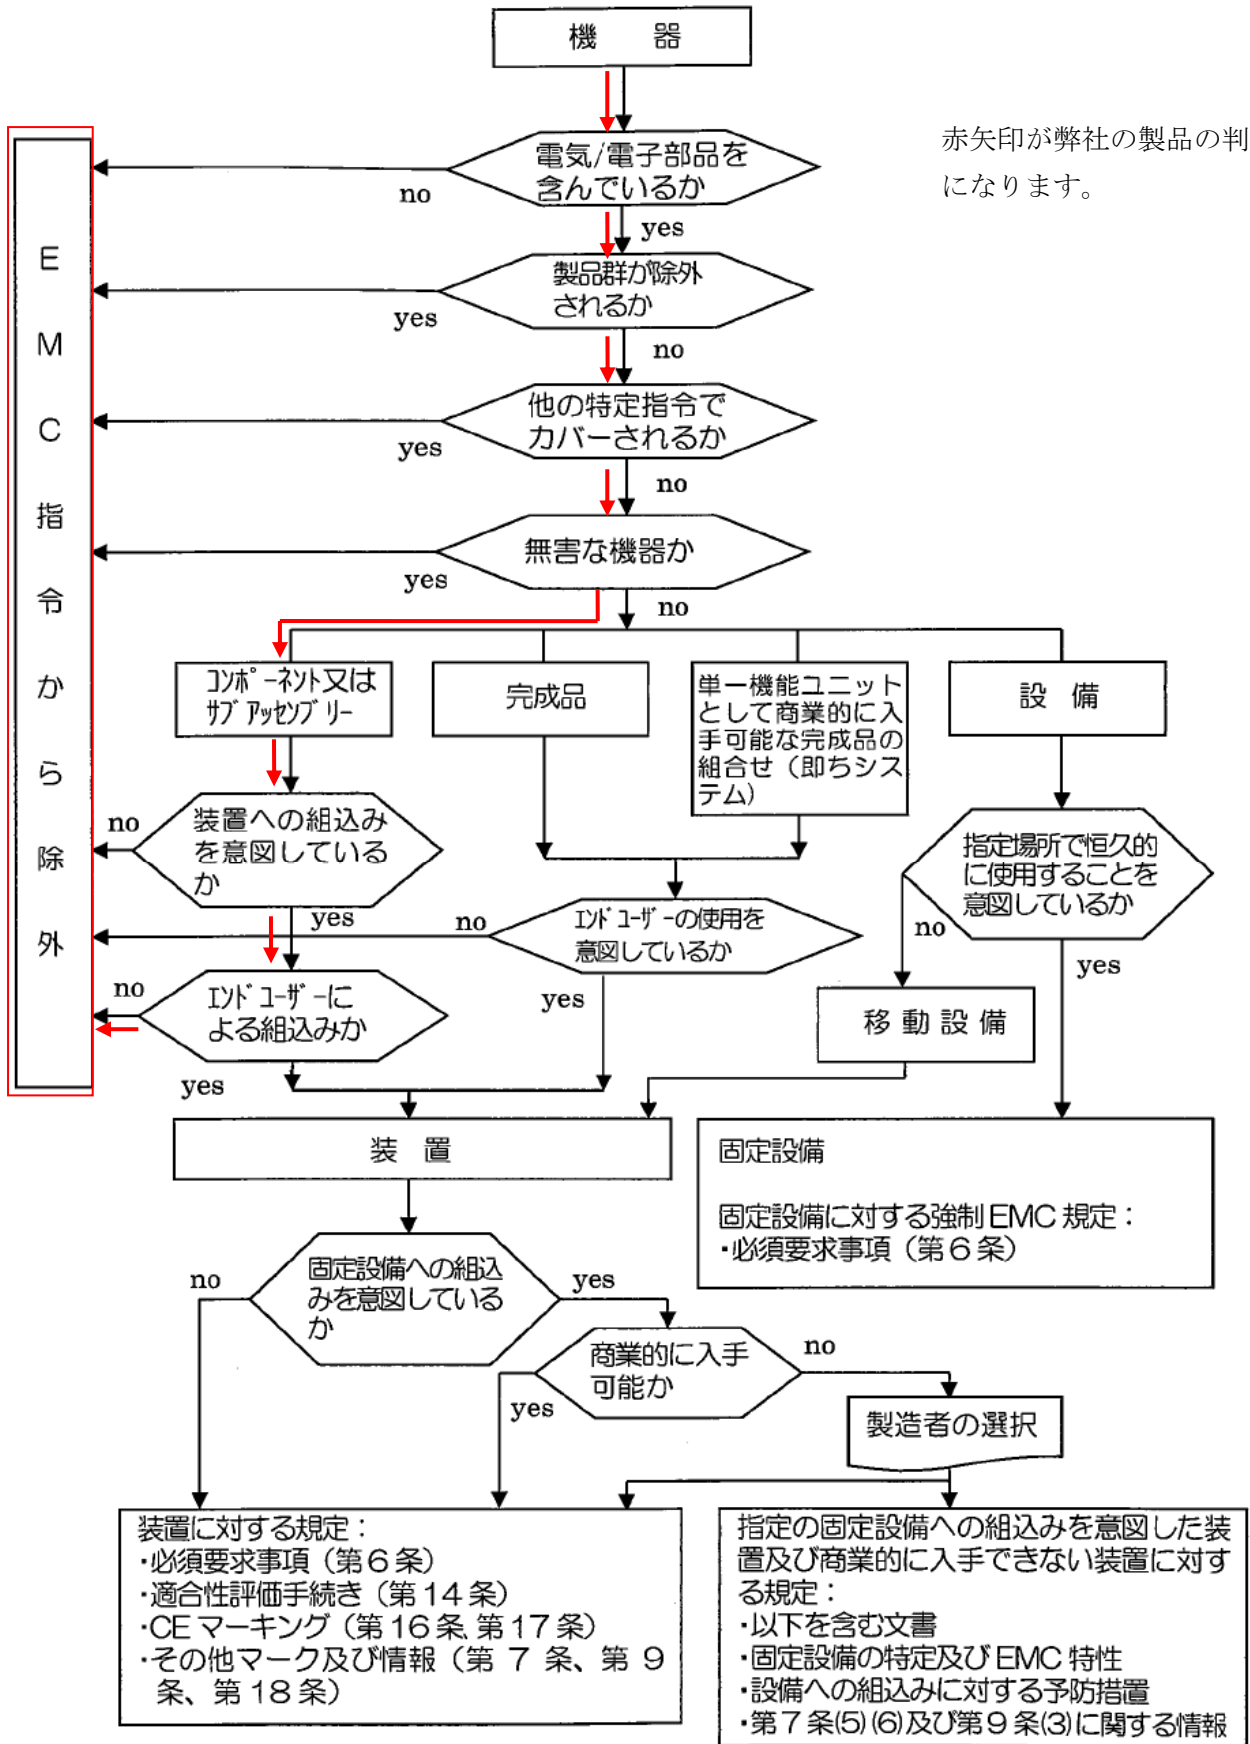 機 器
赤矢印が弊社の製品の判
になります。
電気/電子部品を
含んでいるか
no
yes
製品群が除外
されるか
yes
no
他の特定指令で
カバーされるか
yes
no
無害な機器か
yes
no
EMC指令から除外
コンポーネント又は
サブアッセンブリー
完成品
単一機能ユニット
として商業的に入
手可能な完成品の
組合せ（即ちシス
テム）
設 備
no
装置への組込み
を意図している
か
yes
指定場所で恒久的
に使用することを
意図しているか
no
yes
no
エンドユーザーの使用を
意図しているか
yes
no
エンドユーザーに
よる組込みか
yes
移動設備
装 置
固定設備
固定設備に対する強制EMC規定：
・必須要求事項（第6条）
no
固定設備への組込
みを意図している
か
yes
商業的に入手
可能か
no
yes
製造者の選択
装置に対する規定：
・必須要求事項（第6条）
・適合性評価手続き（第14条）
・CEマーキング（第16条、第17条）
・その他マーク及び情報（第7条、第9
条、第18条）
指定の固定設備への組込みを意図した装
置及び商業的に入手できない装置に対す
る規定：
・以下を含む文書
・固定設備の特定及びEMC特性
・設備への組込みに対する予防措置
・第7条(5)(6)及び第9条(3)に関する情報